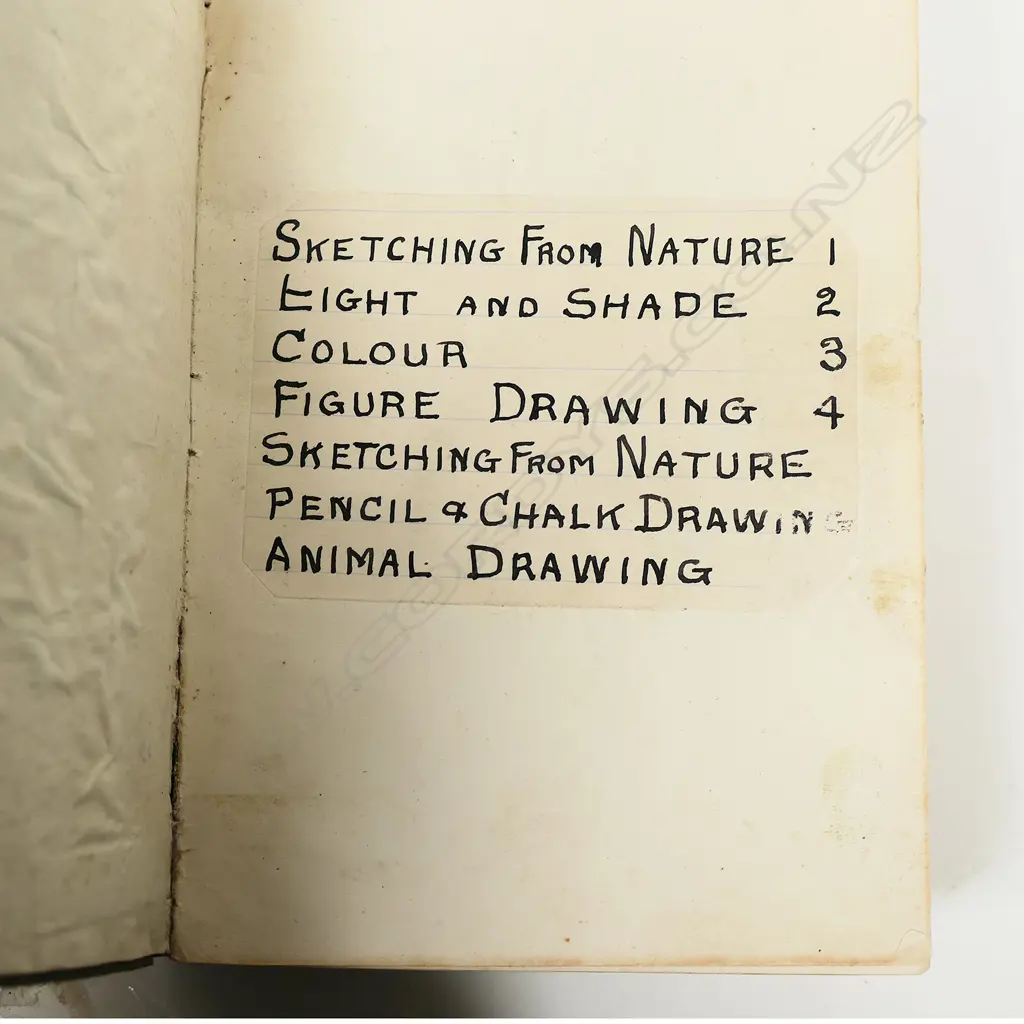 SKETCHING FROM NATURE 1
LIGHT AND SHADE 2
COLOUR 3
FIGURE DRAWING 4
SKETCHING FROM NATURE
PENCIL & CHALK DRAWING
ANIMAL DRAWING